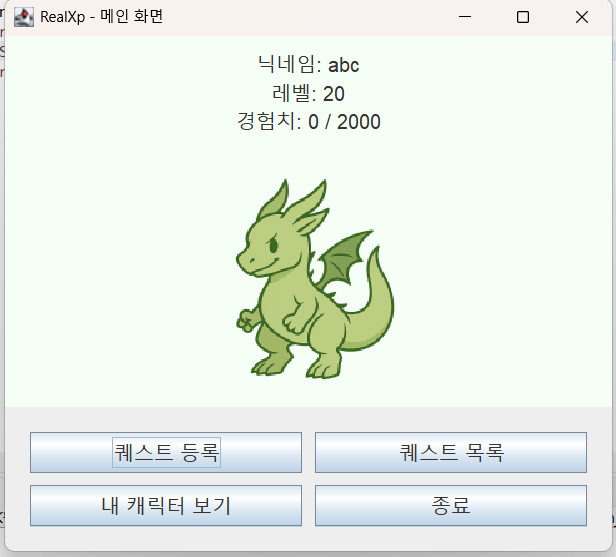 RealXp - 메인 화면
닉네임: abc
레벨: 20
경험치: 0 / 2000
퀘스트 등록
퀘스트 목록
내 캐릭터 보기
종료